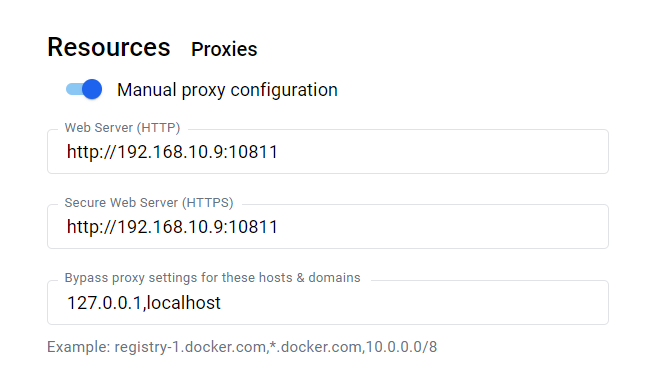 Resources Proxies
Manual proxy configuration
Web Server (HTTP)
http://192.168.10.9:10811
Secure Web Server (HTTPS)
http://192.168.10.9:10811
Bypass proxy settings for these hosts & domains
127.0.0.1,localhost
Example: registry-1.docker.com,*.docker.com,10.0.0.0/8